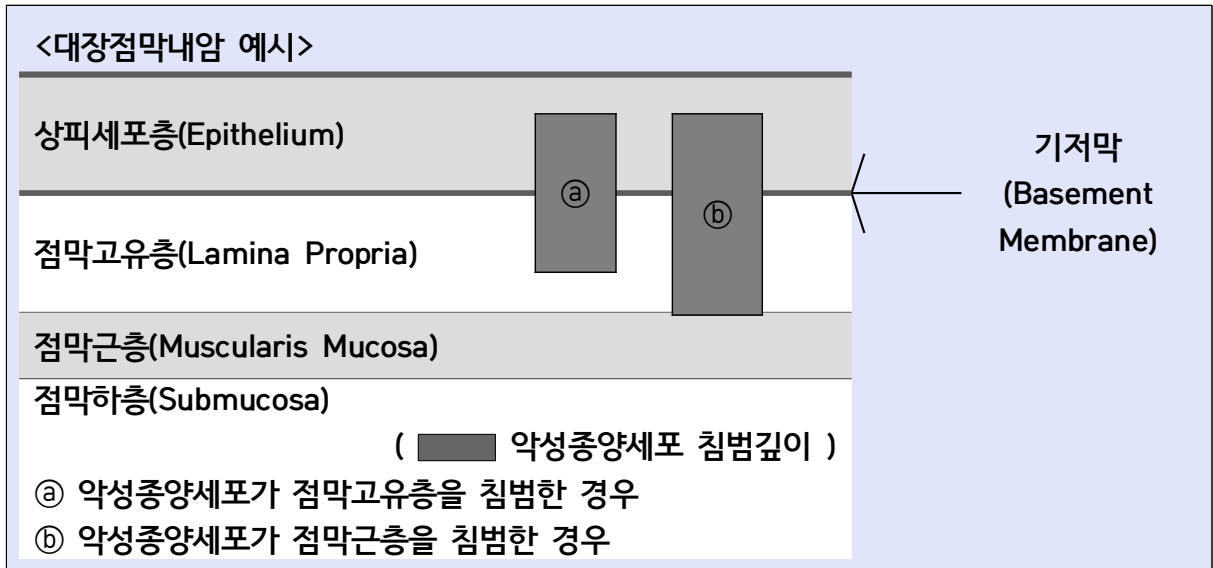 <대장점막내암 예시>
상피세포층(Epithelium)
ⓐ
ⓑ
기저막
(Basement
Membrane)
점막고유층(Lamina Propria)
점막근층(Muscularis Mucosa)
점막하층(Submucosa)
( 악성종양세포 침범깊이 )
ⓐ 악성종양세포가 점막고유층을 침범한 경우
ⓑ 악성종양세포가 점막근층을 침범한 경우